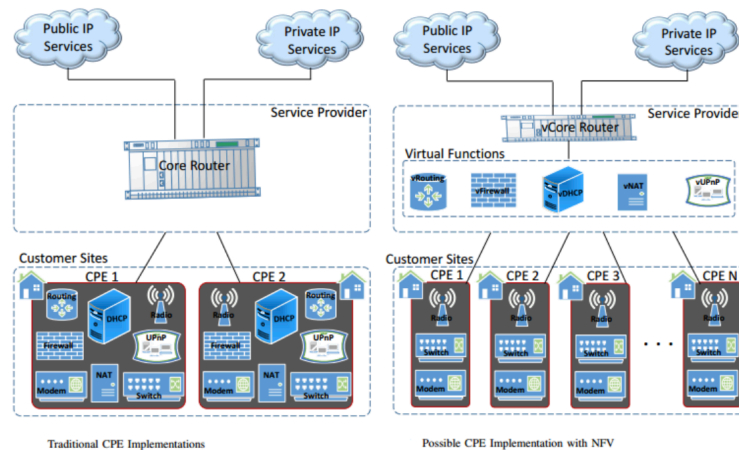 Public IP
Services
Private IP
Services
Service Provider
Core Router
Customer Sites
CPE 1
CPE 2
Routing
DHCP
Radio
Firewall
UPnP
NAT
Modem
Switch
Radio
DHCP
Routing
Firewall
UPnP
NAT
Modem
Switch
Traditional CPE Implementations
Public IP
Services
Private IP
Services
Service Provide
vCore Router
Virtual Functions
vRouting
vFirewall
vDHCP
vNAT
vUPnP
Customer Sites
CPE 1
CPE 2
CPE 3
CPE N
Radio
Radio
Radio
Radio
Switch
Switch
Switch
. . .
Switch
Modem
Modem
Modem
Modem
Possible CPE Implementation with NFV